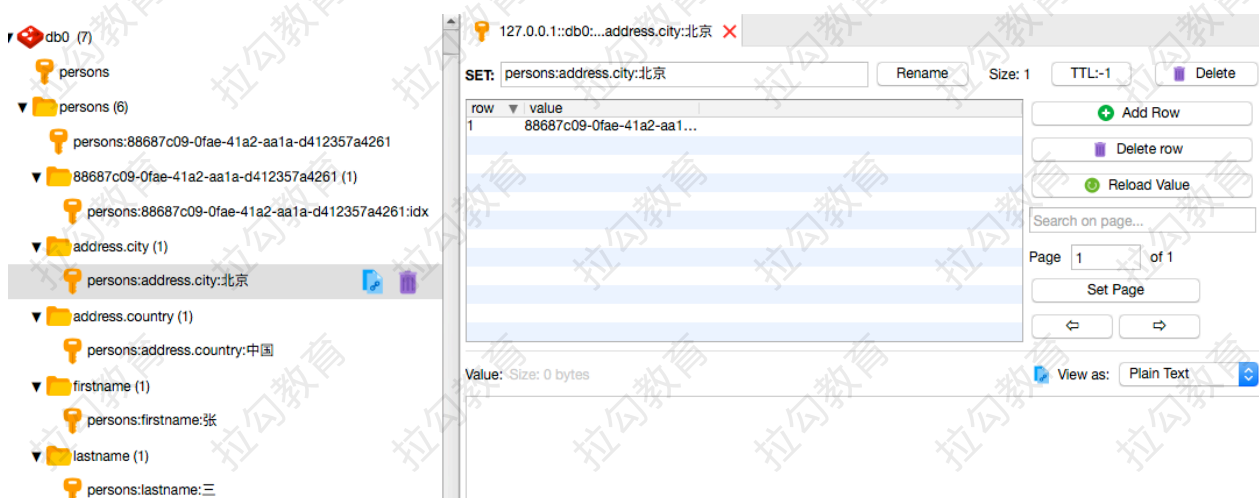 db0 (7)
persons
persons (6)
persons:88687c09-0fae-41a2-aa1a-d412357a4261
88687c09-0fae-41a2-aa1a-d412357a4261 (1)
persons:88687c09-0fae-41a2-aa1a-d412357a4261:idx
address.city (1)
persons:address.city:北京
address.country (1)
persons:address.country:中国
firstname (1)
persons:firstname:张
lastname (1)
persons:lastname:三
127.0.0.1::db0:...address.city:北京
SET: persons:address.city:北京 Rename Size: 1 TTL:-1 Delete
row value
1 88687c09-0fae-41a2-aa1...
Add Row
Delete row
Reload Value
Search on page...
Page 1 of 1
Set Page
Value: Size: 0 bytes View as: Plain Text
拉勾教育